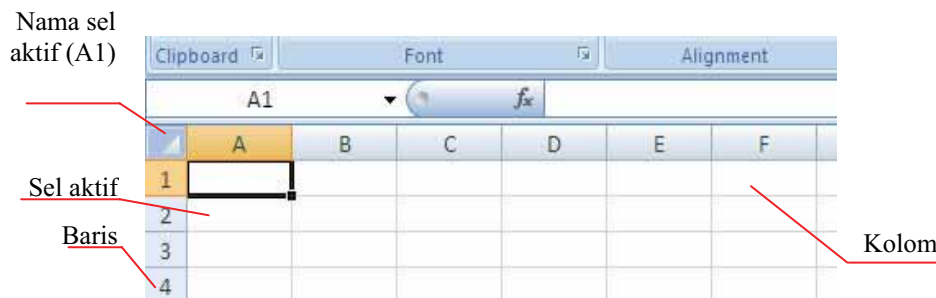 Nama sel
aktif (A1)
Clipboard Font Alignment
A1 fx
A B C D E F
1
Sel aktif
2
Baris
3
Kolom
4